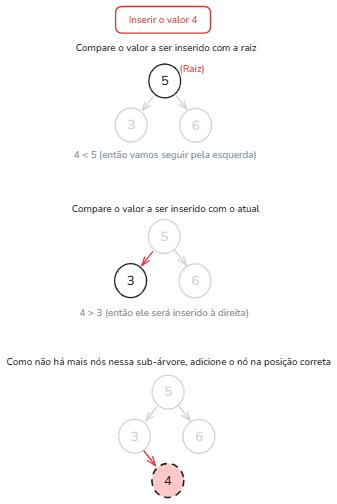 Inserir o valor 4
Compare o valor a ser inserido com a raiz
(Raiz)
5
3 6
4 < 5 (então vamos seguir pela esquerda)
Compare o valor a ser inserido com o atual
5
3 6
4 > 3 (então ele será inserido à direita)
Como não há mais nós nessa sub-árvore, adicione o nó na posição correta
5
3 6
4